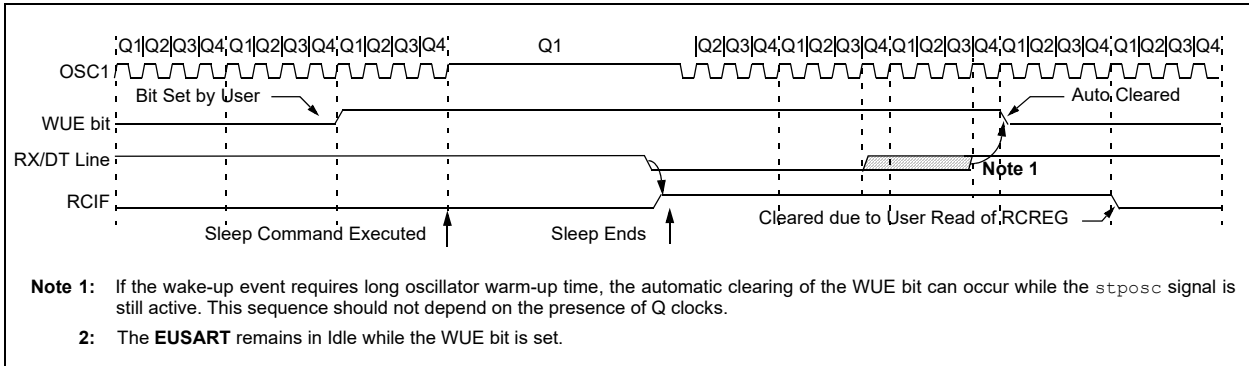 Q1|Q2|Q3|Q4|Q1|Q2|Q3|Q4|Q1|Q2|Q3|Q4 Q1 Q2|Q3|Q4|Q1|Q2|Q3|Q4|Q1|Q2|Q3|Q4|Q1|Q2|Q3|Q4|Q1|Q2|Q3|Q4
OSC1
Bit Set by User Auto Cleared
WUE bit
RX/DT Line
Note 1
RCIF
Cleared due to User Read of RCREG
Sleep Command Executed Sleep Ends
Note 1: If the wake-up event requires long oscillator warm-up time, the automatic clearing of the WUE bit can occur while the stposc signal is
still active. This sequence should not depend on the presence of Q clocks.
2: The EUSART remains in Idle while the WUE bit is set.